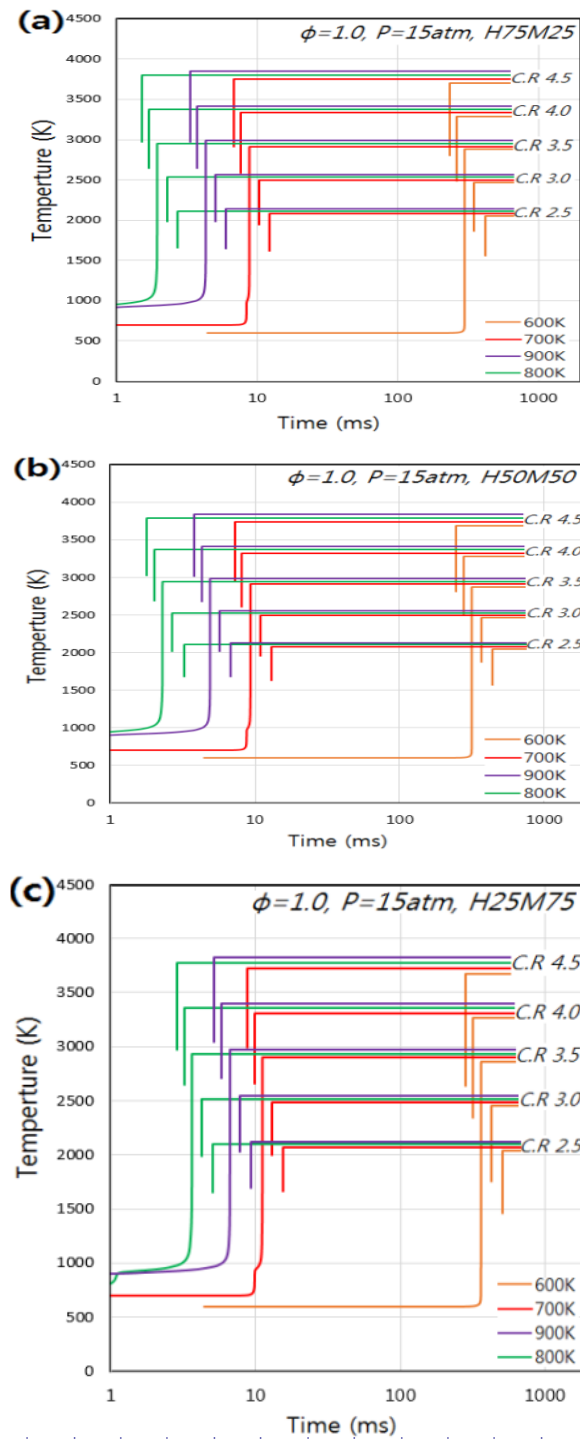 (a)
ϕ=1.0, P=15atm, H75M25
4500
4000
3500
3000
2500
2000
1500
1000
500
0
Temperture (K)
C.R 4.5
C.R 4.0
C.R 3.5
C.R 3.0
C.R 2.5
600K
700K
900K
800K
1 10 100 1000
Time (ms)
(b)
ϕ=1.0, P=15atm, H50M50
4500
4000
3500
3000
2500
2000
1500
1000
500
0
Temperture (K)
C.R 4.5
C.R 4.0
C.R 3.5
C.R 3.0
C.R 2.5
600K
700K
900K
800K
1 10 100 1000
Time (ms)
(c)
ϕ=1.0, P=15atm, H25M75
4500
4000
3500
3000
2500
2000
1500
1000
500
0
Temperture (K)
C.R 4.5
C.R 4.0
C.R 3.5
C.R 3.0
C.R 2.5
600K
700K
900K
800K
1 10 100 1000
Time (ms)